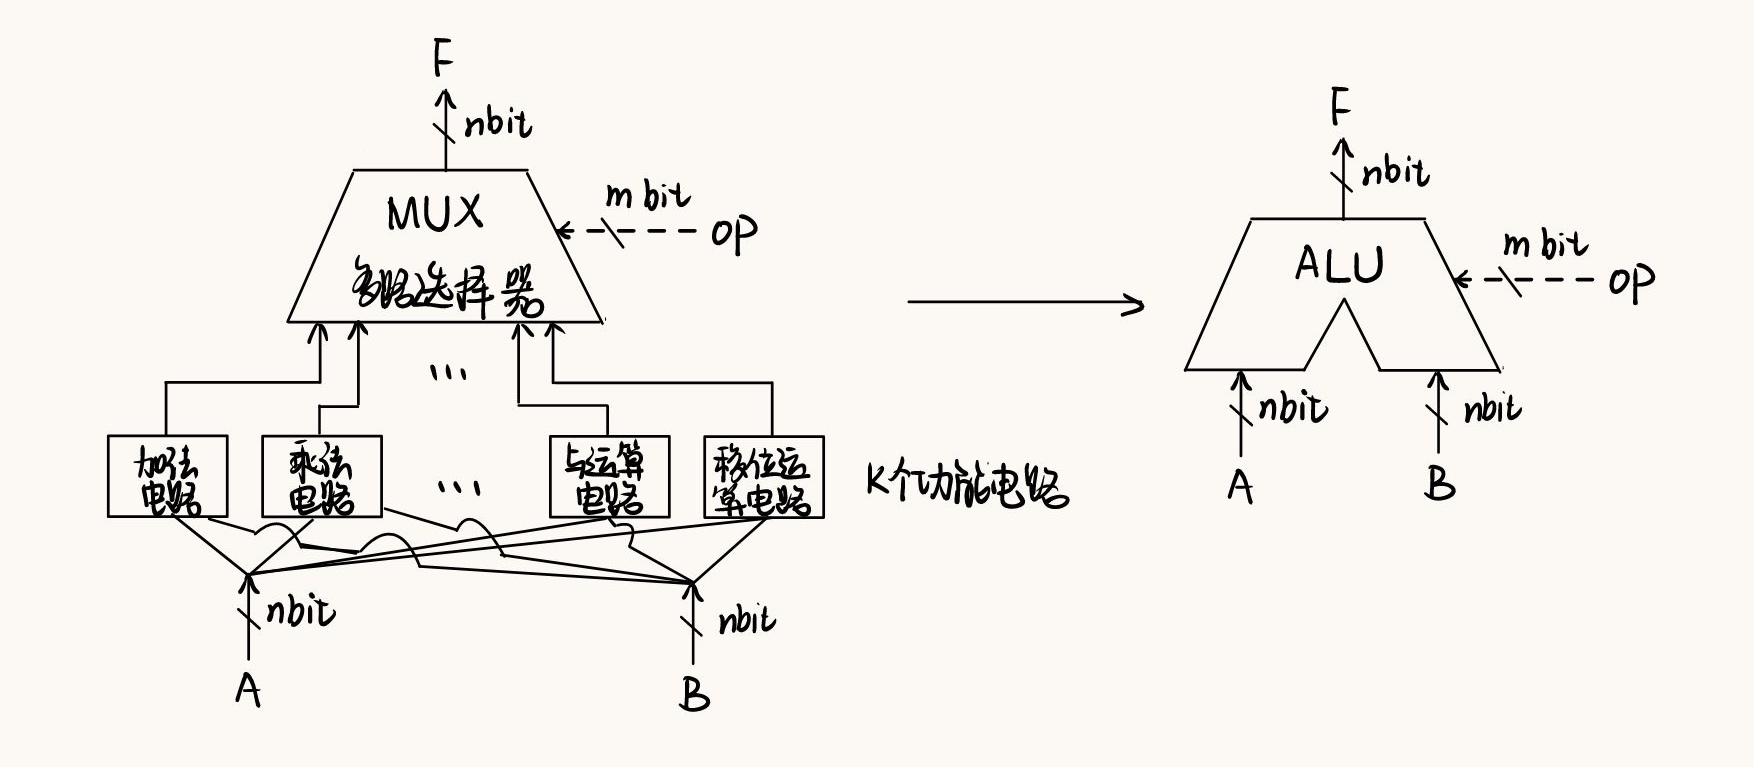 F
nbit
MUX
多路选择器
m bit
OP
...
加法
电路
乘法
电路
...
与运算
电路
移位运
算电路
K个功能电路
nbit
A
nbit
B
F
nbit
ALU
m bit
OP
nbit
A
nbit
B